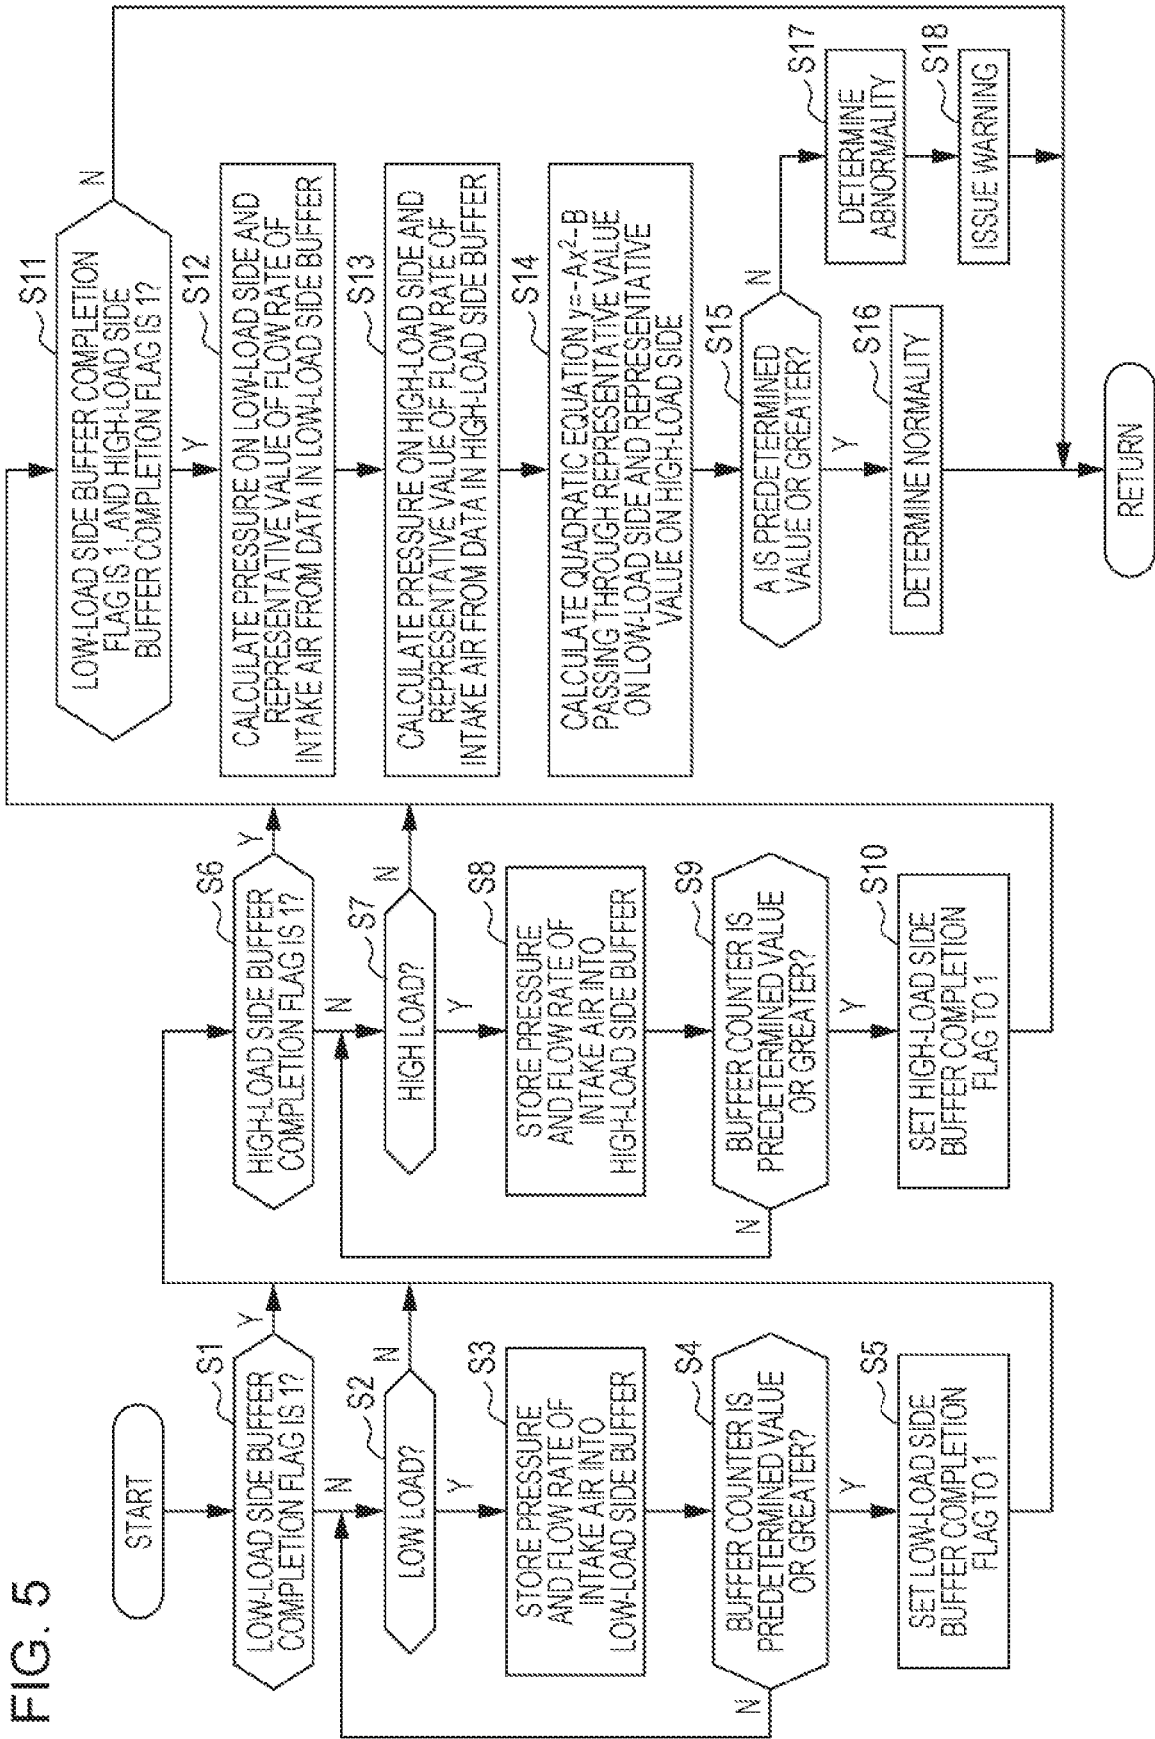 FIG. 5
START
S1
LOW-LOAD SIDE BUFFER
COMPLETION FLAG IS 1?
Y
N
S2
LOW LOAD?
N
Y
S3
STORE PRESSURE
AND FLOW RATE OF
INTAKE AIR INTO
LOW-LOAD SIDE BUFFER
S4
BUFFER COUNTER IS
PREDETERMINED VALUE
OR GREATER?
N
Y
S5
SET LOW-LOAD SIDE
BUFFER COMPLETION
FLAG TO 1
S6
HIGH-LOAD SIDE BUFFER
COMPLETION FLAG IS 1?
Y
N
S7
HIGH LOAD?
N
Y
S8
STORE PRESSURE
AND FLOW RATE OF
INTAKE AIR INTO
HIGH-LOAD SIDE BUFFER
S9
BUFFER COUNTER IS
PREDETERMINED VALUE
OR GREATER?
N
Y
S10
SET HIGH-LOAD SIDE
BUFFER COMPLETION
FLAG TO 1
S11
LOW-LOAD SIDE BUFFER COMPLETION
FLAG IS 1, AND HIGH-LOAD SIDE
BUFFER COMPLETION FLAG IS 1?
N
Y
S12
CALCULATE PRESSURE ON LOW-LOAD SIDE AND
REPRESENTATIVE VALUE OF FLOW RATE OF
INTAKE AIR FROM DATA IN LOW-LOAD SIDE BUFFER
S13
CALCULATE PRESSURE ON HIGH-LOAD SIDE AND
REPRESENTATIVE VALUE OF FLOW RATE OF
INTAKE AIR FROM DATA IN HIGH-LOAD SIDE BUFFER
S14
CALCULATE QUADRATIC EQUATION y=-Ax²-B
PASSING THROUGH REPRESENTATIVE VALUE
ON LOW-LOAD SIDE AND REPRESENTATIVE
VALUE ON HIGH-LOAD SIDE
S15
A IS PREDETERMINED
VALUE OR GREATER?
N
Y
S16
DETERMINE NORMALITY
S17
DETERMINE
ABNORMALITY
S18
ISSUE WARNING
RETURN